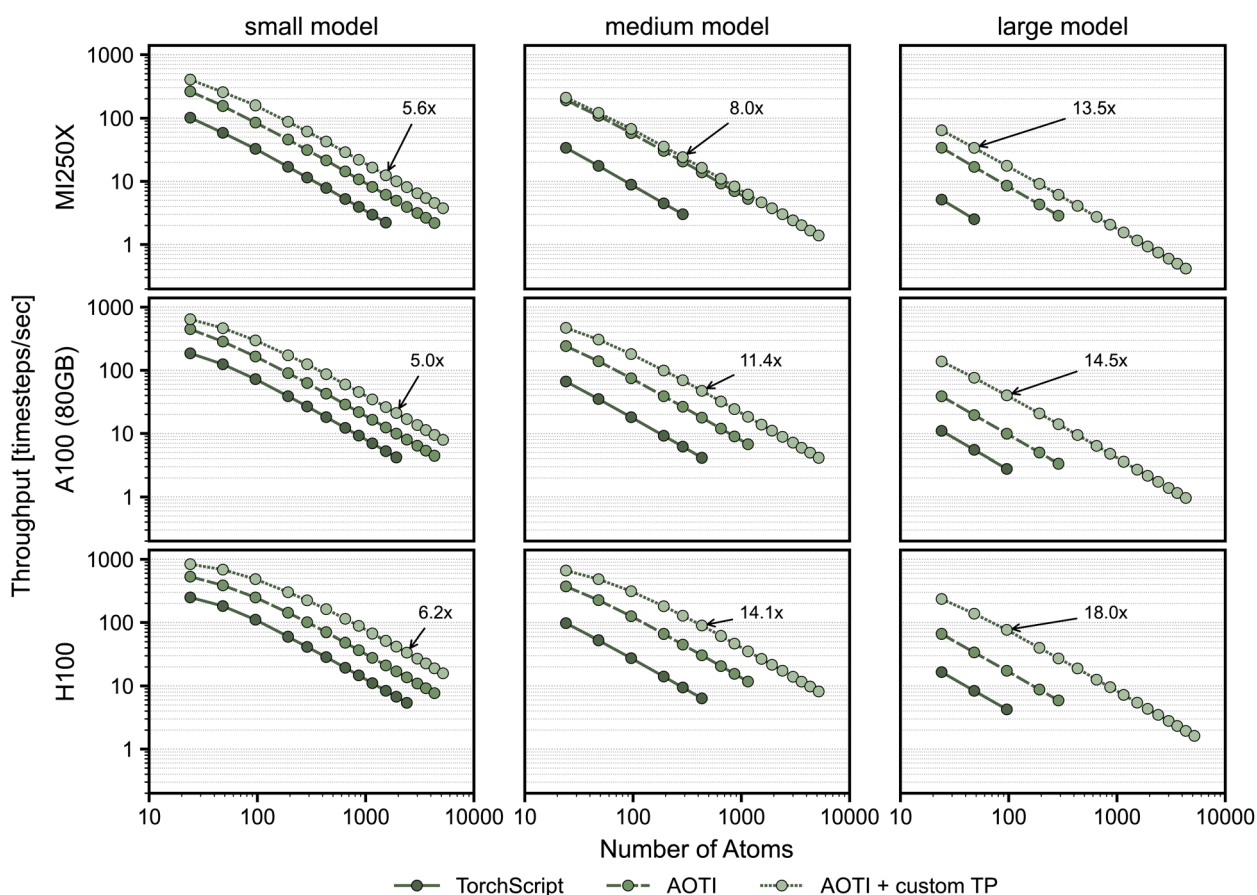 small model medium model large model
1000
100
10
1
MI250X
5.6x
8.0x
13.5x
1000
100
10
1
A100 (80GB)
5.0x
11.4x
14.5x
1000
100
10
1
H100
6.2x
14.1x
18.0x
Throughput [timesteps/sec]
10 100 1000 10000 10 100 1000 10000 10 100 1000 10000
Number of Atoms
TorchScript AOTI AOTI + custom TP